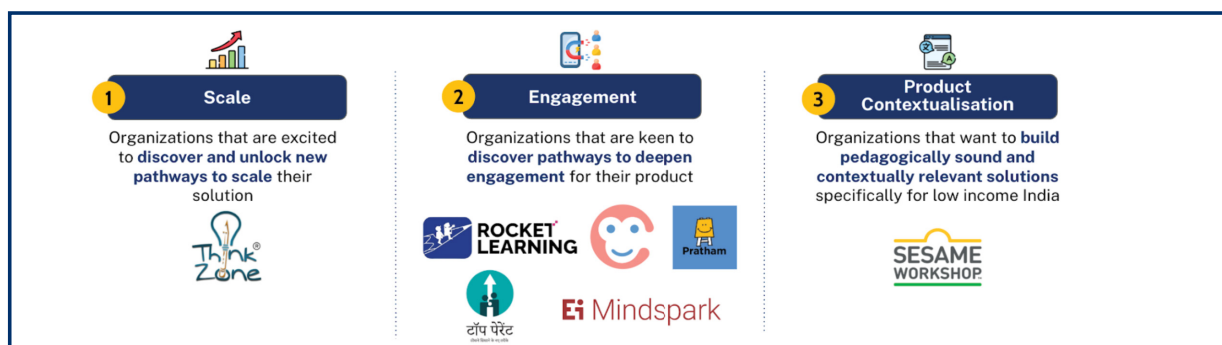 1
Scale
Organizations that are excited
to discover and unlock new
pathways to scale their
solution
Think
Zone®
2
Engagement
Organizations that are keen to
discover pathways to deepen
engagement for their product
ROCKET
LEARNING
Pratham
टॉप पेरेंट
Ei Mindspark
3
Product
Contextualisation
Organizations that want to build
pedagogically sound and
contextually relevant solutions
specifically for low income India
SESAME
WORKSHOP